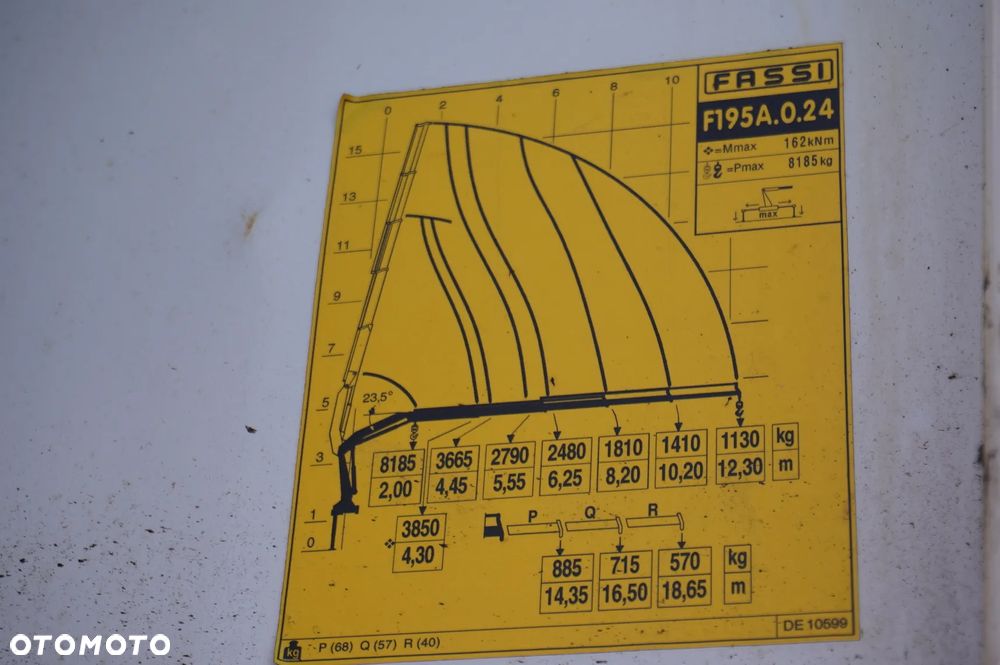 FASSI
F195A.0.24
=Mmax 162kNm
=Pmax 8185kg
max
0 2 4 6 8 10
15
13
11
9
7
5
3
1
0
23,5°
8185 3665 2790 2480 1810 1410 1130 kg
2,00 4,45 5,55 6,25 8,20 10,20 12,30 m
3850
4,30
P Q R
885 715 570 kg
14,35 16,50 18,65 m
kg P (68) Q (57) R (40)
DE 10599
OTOMOTO